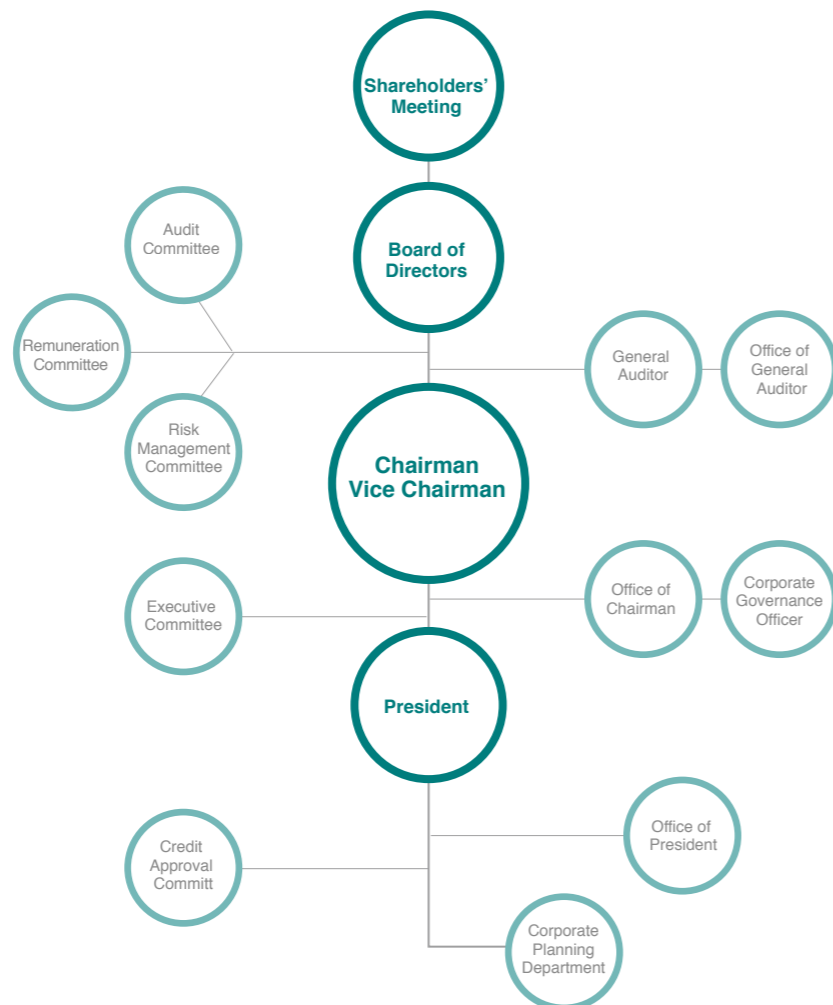 Shareholders'
Meeting
Board of
Directors
Audit
Committee
Remuneration
Committee
Risk
Management
Committee
General
Auditor
Office of
General
Auditor
Chairman
Vice Chairman
Executive
Committee
Office of
Chairman
Corporate
Governance
Officer
President
Credit
Approval
Committ
Office of
President
Corporate
Planning
Department